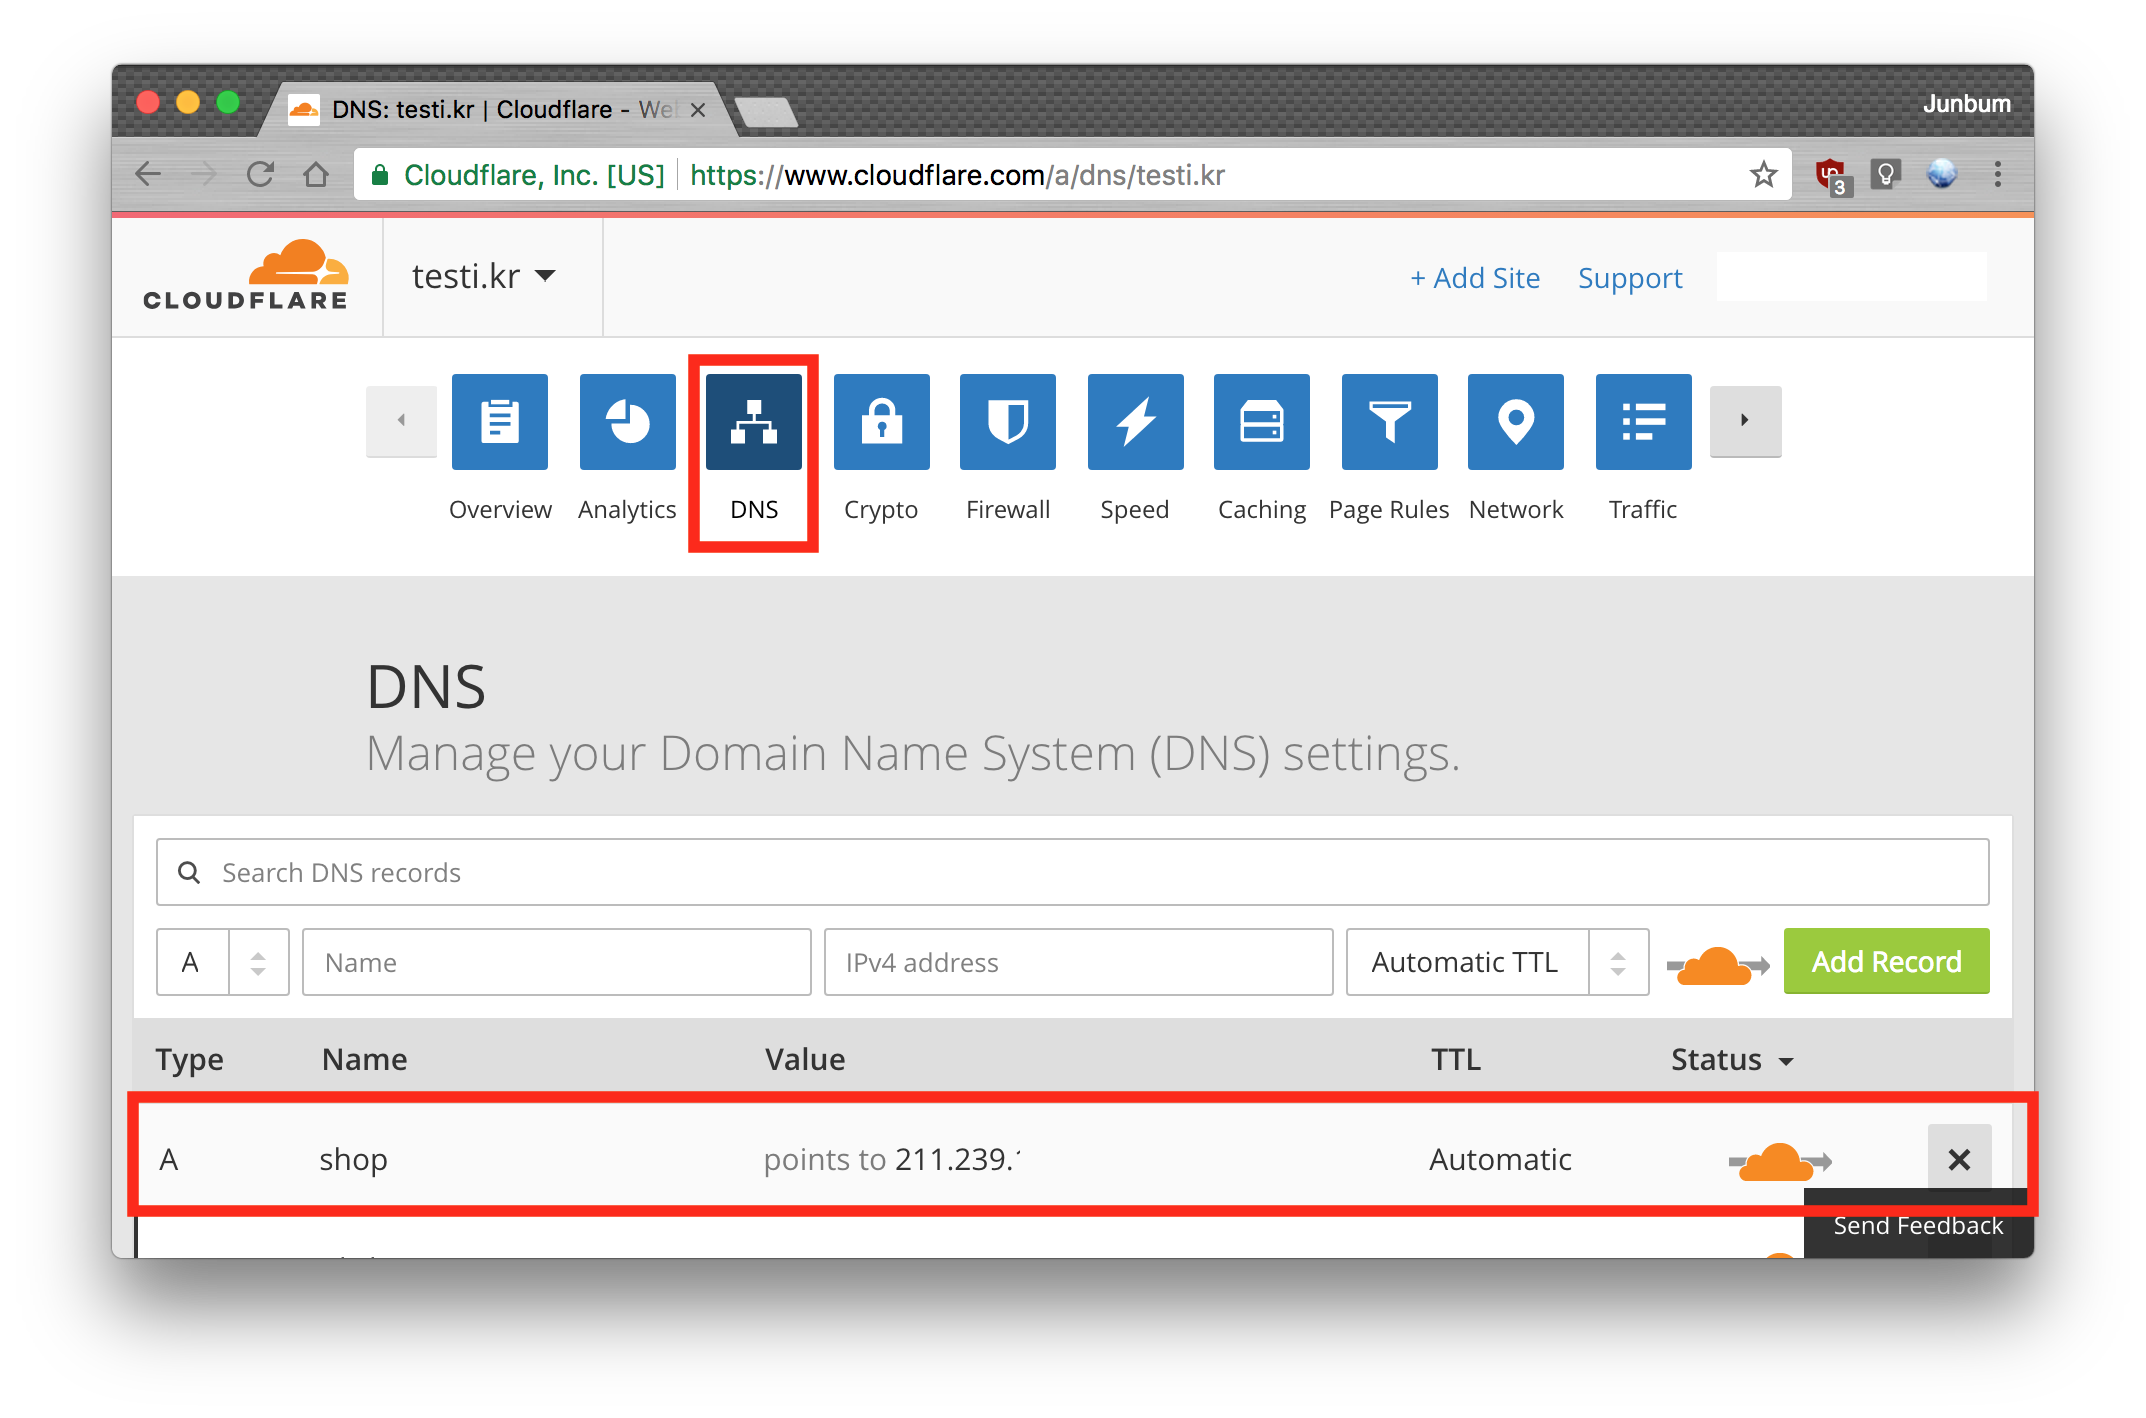 DNS: testi.kr | Cloudflare - Web
Junbum
Cloudflare, Inc. [US] https://www.cloudflare.com/a/dns/testi.kr
3
CLOUDFLARE
testi.kr
+ Add Site Support
Overview Analytics DNS Crypto Firewall Speed Caching Page Rules Network Traffic
DNS
Manage your Domain Name System (DNS) settings.
Search DNS records
A Name IPv4 address Automatic TTL Add Record
Type Name Value TTL Status
A shop points to 211.239. Automatic
Send Feedback